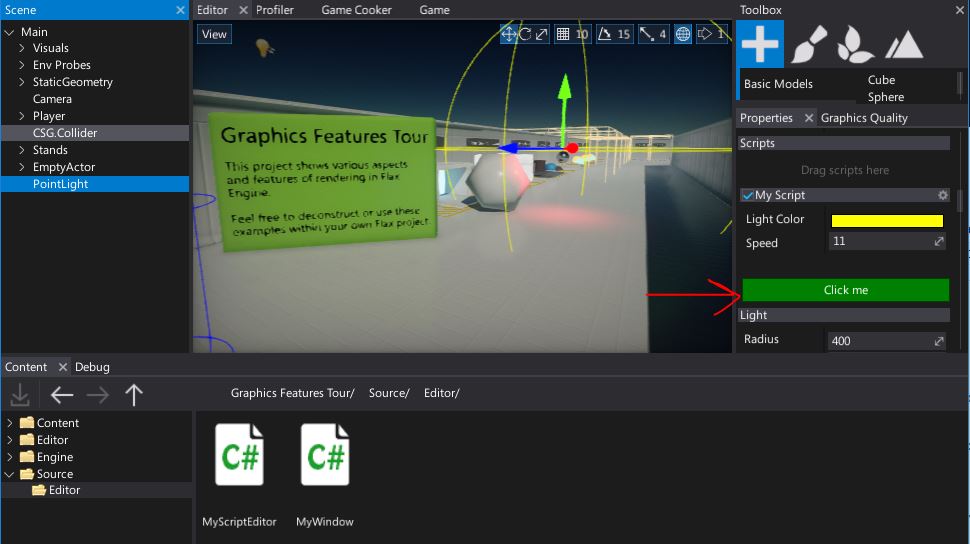 Scene
Main
Visuals
Env Probes
StaticGeometry
Camera
Player
CSG.Collider
Stands
EmptyActor
PointLight
Editor Profiler Game Cooker Game
View
10 15 4 1
Graphics Features Tour
This project shows various aspects
and features of rendering in Flax
Engine.
Feel free to deconstruct or use these
examples within your own Flax project.
Toolbox
Basic Models
Cube
Sphere
Properties Graphics Quality
Scripts
Drag scripts here
My Script
Light Color
Speed 11
Click me
Light
Radius 400
Content Debug
Graphics Features Tour/ Source/ Editor/
Content
Editor
Engine
Source
Editor
C# C#
MyScriptEditor MyWindow